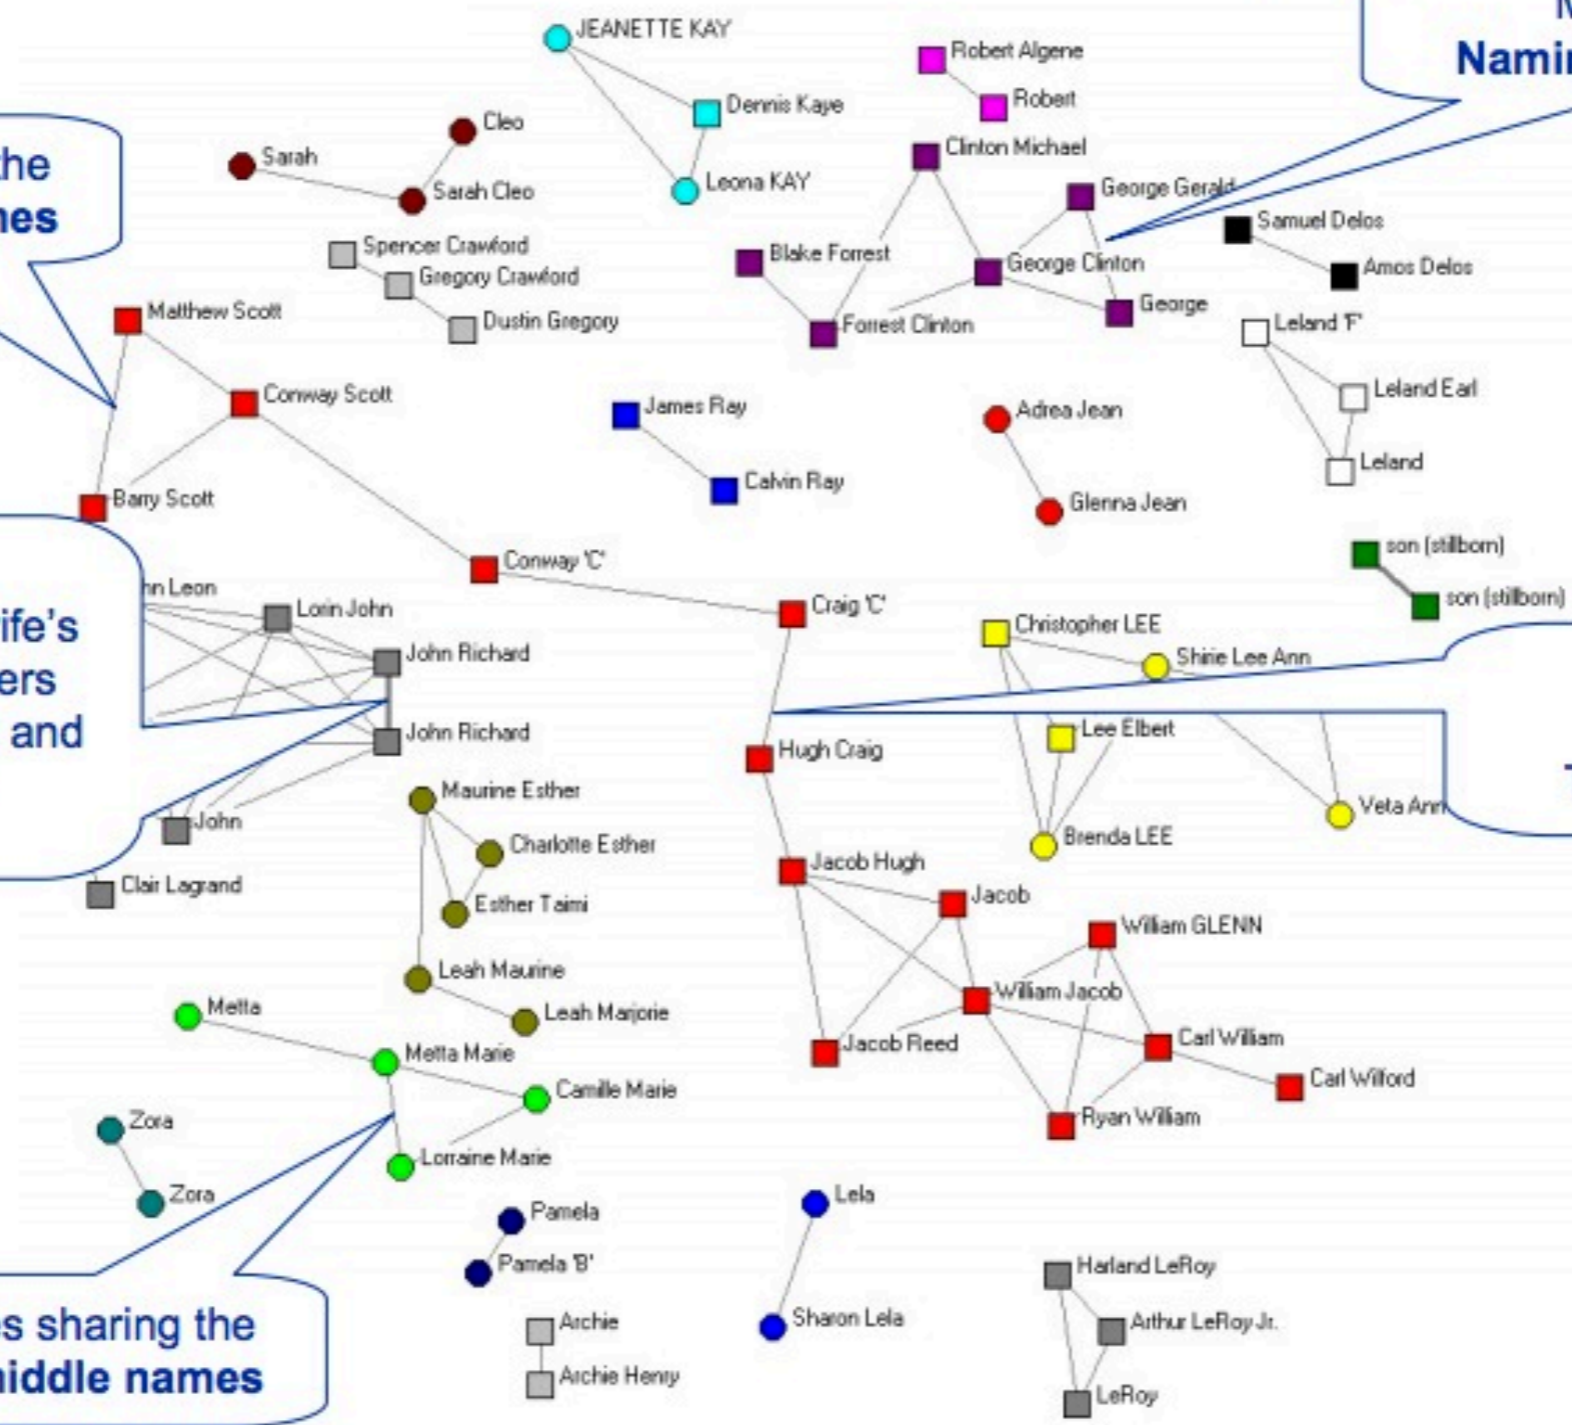 JEANETTE KAY
Naming
Robert Algene
Robert
Dennis Kaye
Cleo
Clinton Michael
Sarah
the
Leona KAY
George Gerald
Sarah Cleo
Samuel Delos
Spencer Crawford
Blake Forrest
George Clinton
Amos Delos
Gregory Crawford
George
Matthew Scott
Dustin Gregory
Forrest Clinton
Leland 'F'
Conway Scott
Leland Earl
James Ray
Adrea Jean
Leland
Calvin Ray
Barry Scott
Glenna Jean
son (stillborn)
Conway 'C'
son (stillborn)
Leon
Lorin John
Craig 'C'
Christopher LEE
John Richard
Shirie Lee Ann
and
John Richard
Lee Elbert
Hugh Craig
Maurine Esther
Veta Ann
John
Charlotte Esther
Brenda LEE
Jacob Hugh
Clair Lagrand
Jacob
Esther Taimi
William GLENN
Leah Maurine
William Jacob
Metta
Leah Marjorie
Metta Marie
Jacob Reed
Carl William
Camille Marie
Carl Wilford
Zora
Ryan William
Lorraine Marie
Zora
Lela
Pamela
Pamela 'B'
Harland LeRoy
sharing the
Archie
Sharon Lela
Arthur LeRoy Jr.
middle names
Archie Henry
LeRoy